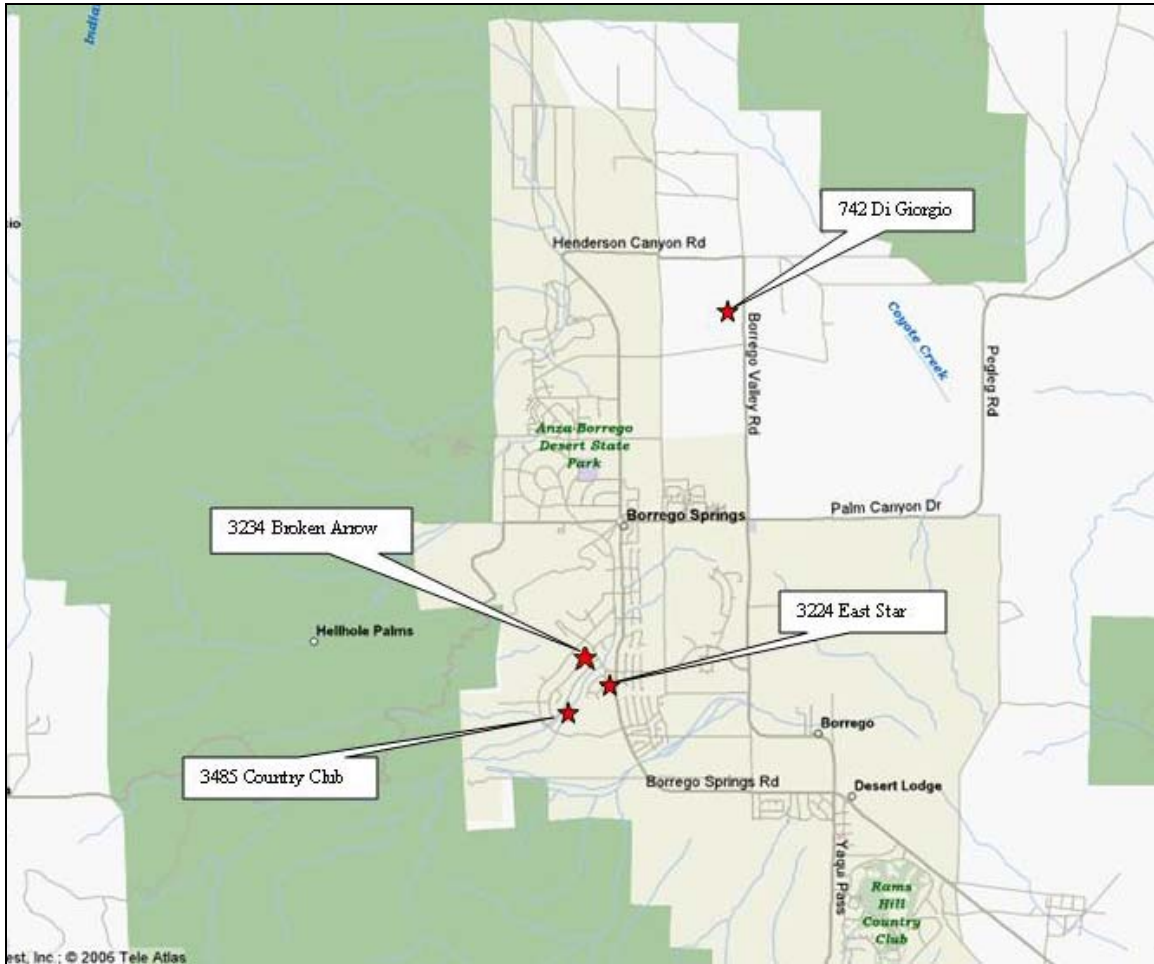 India
742 Di Giorgio
Henderson Canyon Rd
Coyote Creek
Borrego Valley Rd
Pegleg Rd
Anza-Borrego
Desert State
Park
3234 Broken Arrow
Borrego Springs
Palm Canyon Dr
3224 East Star
Hellhole Palms
Borrego
3485 Country Club
Borrego Springs Rd
Desert Lodge
Yaqui Pass
Rams
Hill
Country
Club
est, Inc.; © 2006 Tele Atlas